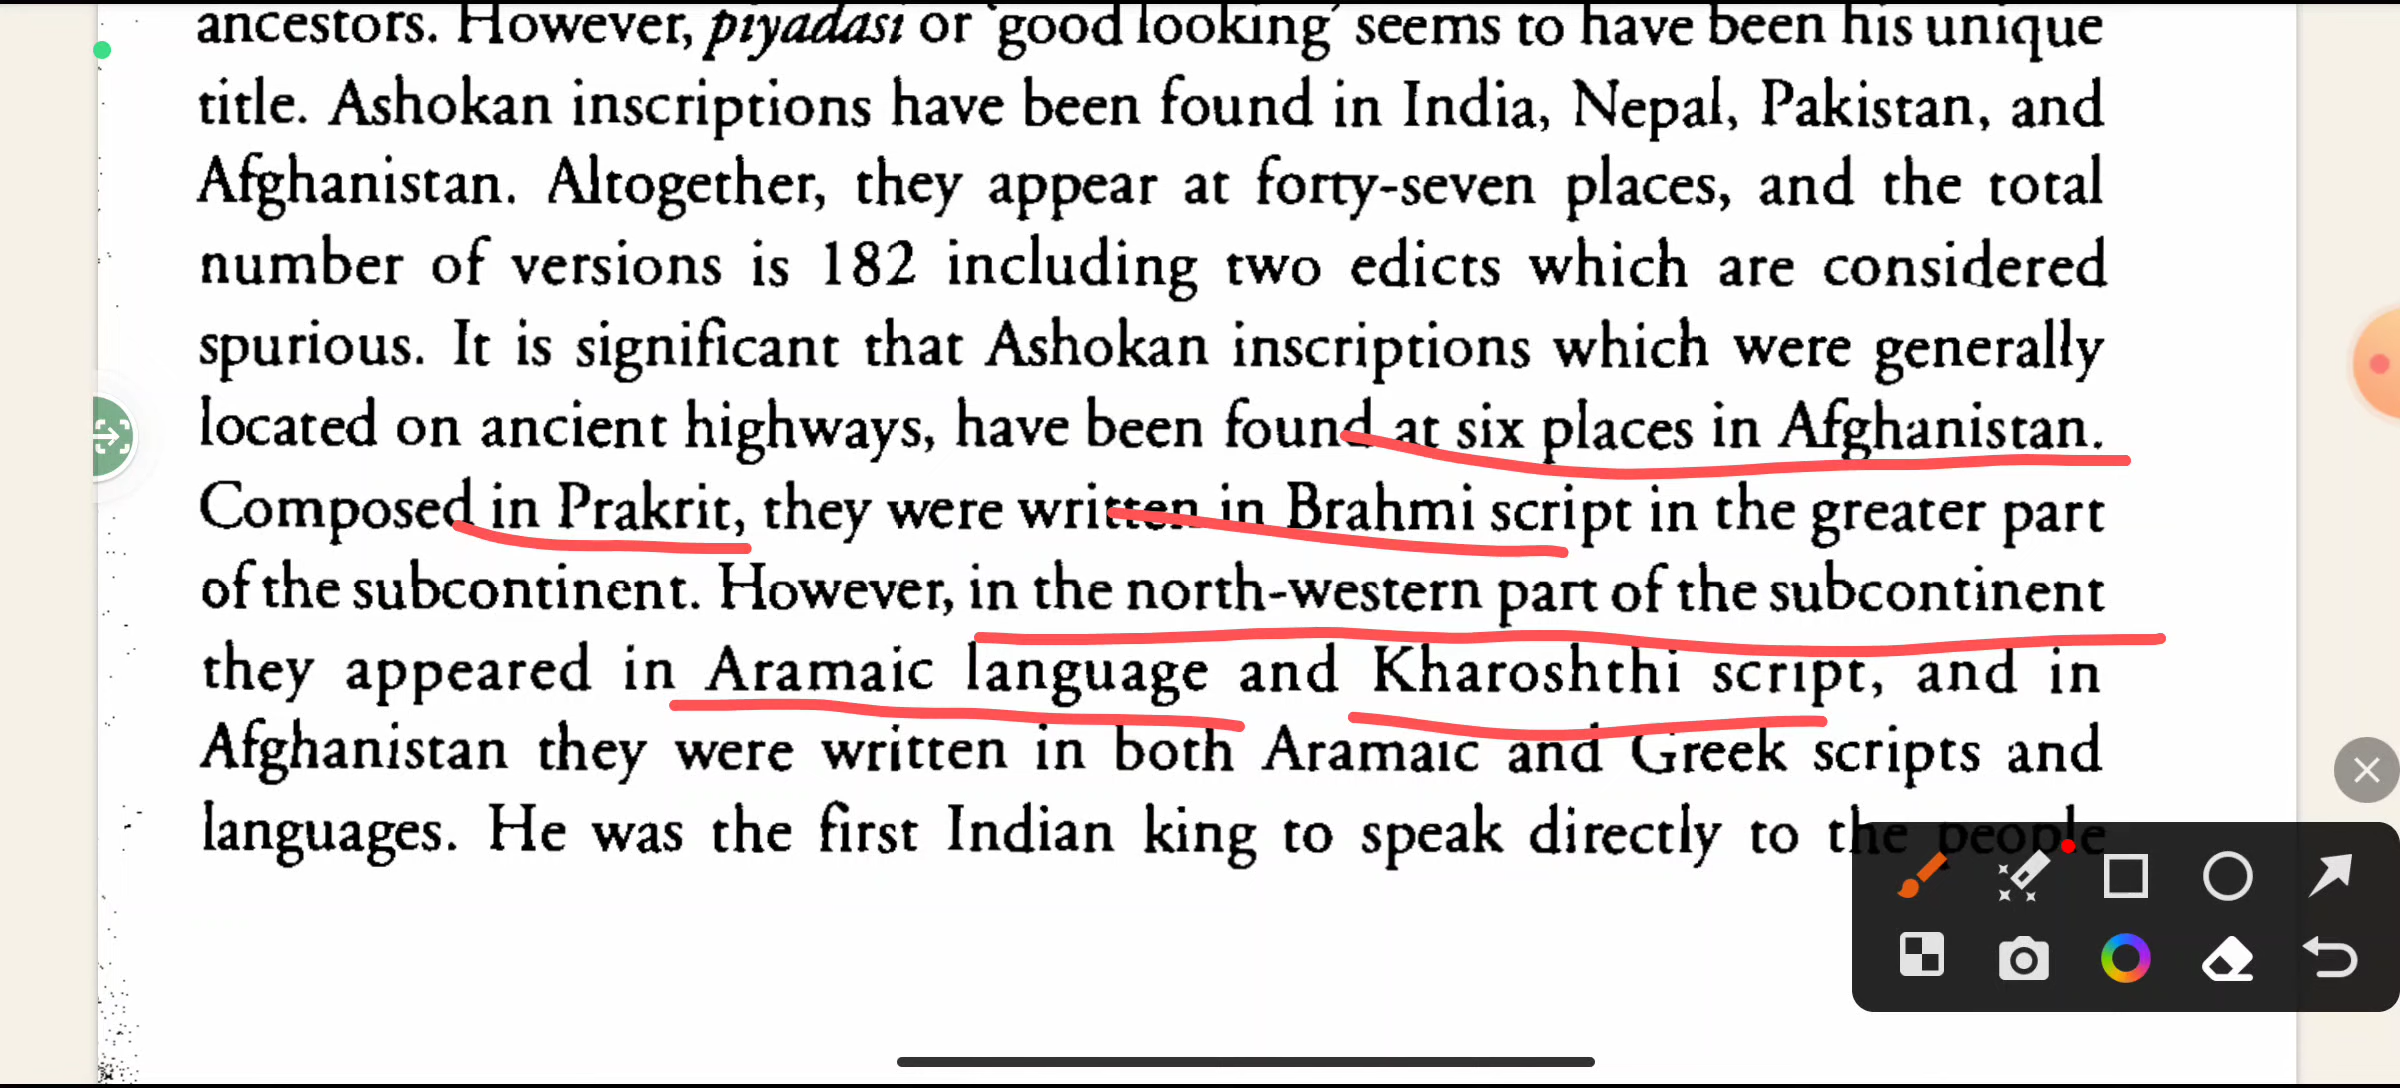 ancestors. However, piyadasi or 'good looking' seems to have been his unique
title. Ashokan inscriptions have been found in India, Nepal, Pakistan, and
Afghanistan. Altogether, they appear at forty-seven places, and the total
number of versions is 182 including two edicts which are considered
spurious. It is significant that Ashokan inscriptions which were generally
located on ancient highways, have been found at six places in Afghanistan.
Composed in Prakrit, they were written in Brahmi script in the greater part
of the subcontinent. However, in the north-western part of the subcontinent
they appeared in Aramaic language and Kharoshthi script, and in
Afghanistan they were written in both Aramaic and Greek scripts and
languages. He was the first Indian king to speak directly to the people